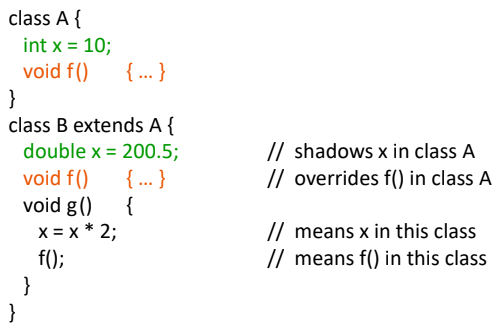 class A {
int x = 10;
void f() { ... }
}
class B extends A {
double x = 200.5; // shadows x in class A
void f() { ... } // overrides f() in class A
void g() {
x = x * 2; // means x in this class
f(); // means f() in this class
}
}